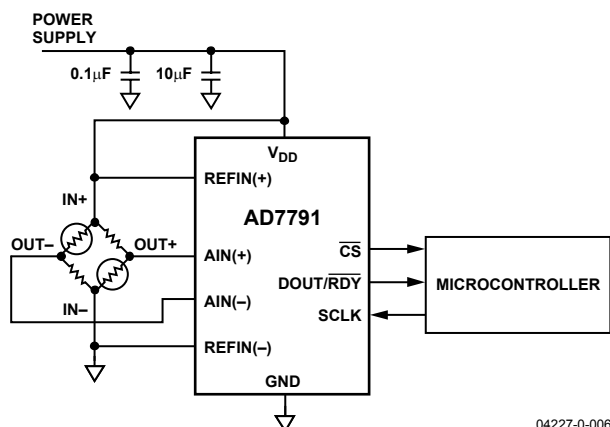 POWER
SUPPLY
0.1µF
10µF
VDD
REFIN(+)
IN+
AD7791
OUT–
OUT+
AIN(+)
CS
DOUT/RDY
MICROCONTROLLER
AIN(–)
SCLK
IN–
REFIN(–)
GND
04227-0-006